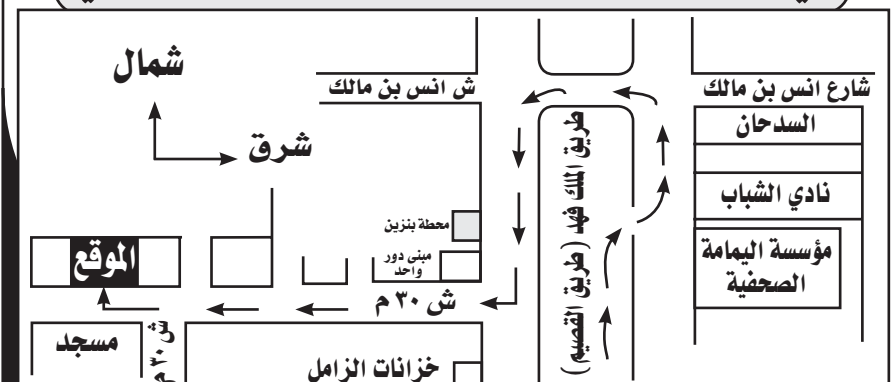 شمال
شرق
ش انس بن مالك
شارع انس بن مالك
السدحان
نادي الشباب
مؤسسة اليمامة
الصحفية
طريق الملك فهد (طريق القصيم)
محطة بنزين
مبنى دور
واحد
الموقع
ش ٣٠ م
مسجد
ش ٣٠ م
خزانات الزامل